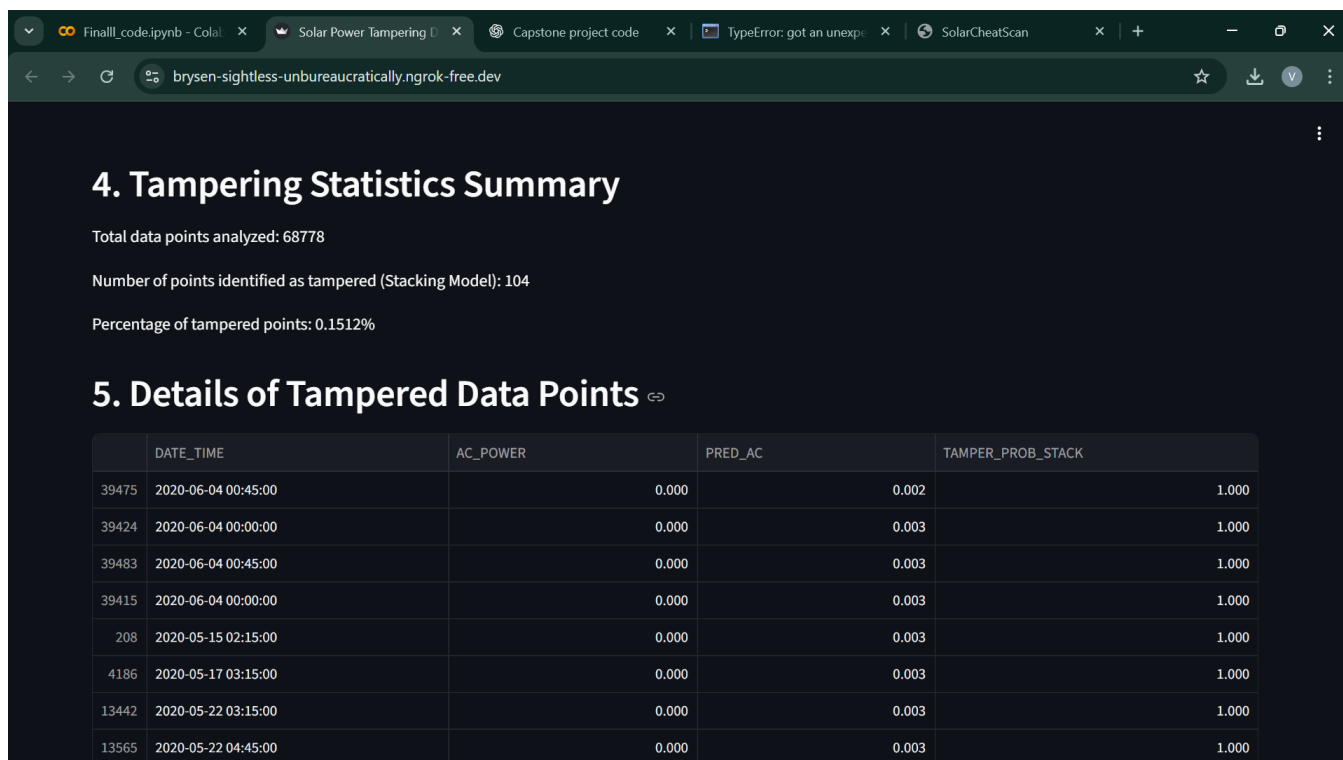 Finalll_code.ipynb - Colab
Solar Power Tampering D
Capstone project code
TypeError: got an unexpe
SolarCheatScan
brysen-sightless-unbureaucratically.ngrok-free.dev
V
4. Tampering Statistics Summary
Total data points analyzed: 68778
Number of points identified as tampered (Stacking Model): 104
Percentage of tampered points: 0.1512%
5. Details of Tampered Data Points
DATE_TIME AC_POWER PRED_AC TAMPER_PROB_STACK
39475 2020-06-04 00:45:00 0.000 0.002 1.000
39424 2020-06-04 00:00:00 0.000 0.003 1.000
39483 2020-06-04 00:45:00 0.000 0.003 1.000
39415 2020-06-04 00:00:00 0.000 0.003 1.000
208 2020-05-15 02:15:00 0.000 0.003 1.000
4186 2020-05-17 03:15:00 0.000 0.003 1.000
13442 2020-05-22 03:15:00 0.000 0.003 1.000
13565 2020-05-22 04:45:00 0.000 0.003 1.000